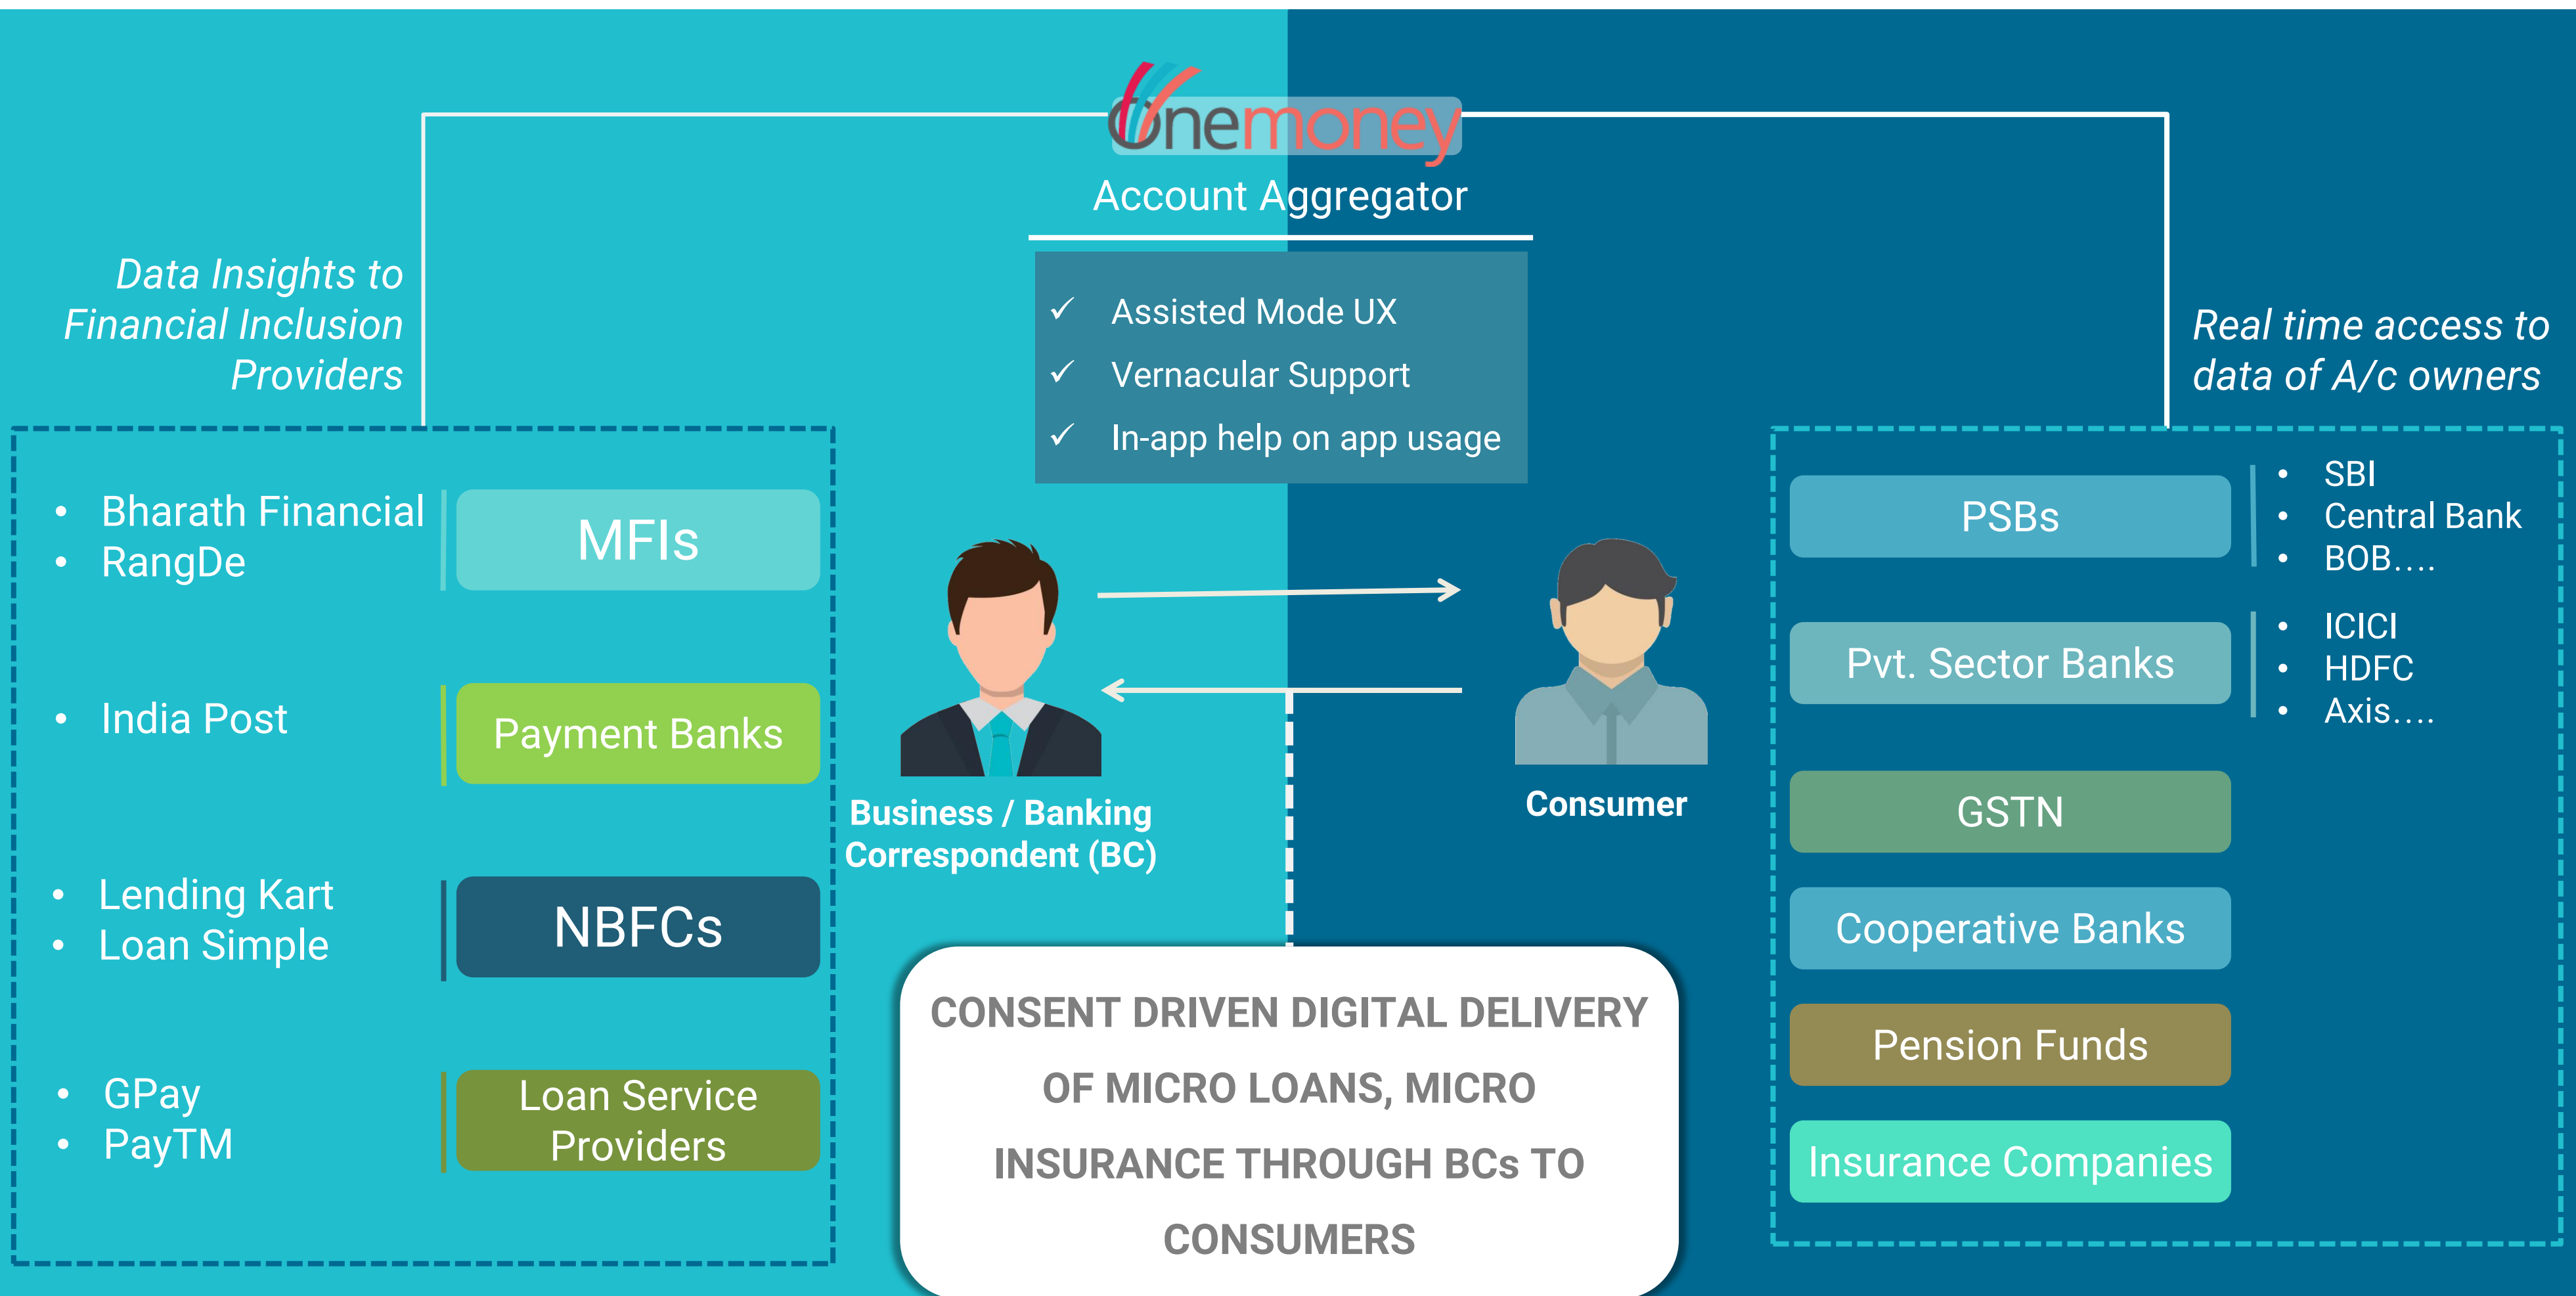 Onemoney
Account Aggregator
Assisted Mode UX
Vernacular Support
In-app help on app usage
Data Insights to
Financial Inclusion
Providers
• Bharath Financial
• RangDe
MFIs
• India Post
Payment Banks
• Lending Kart
• Loan Simple
NBFCs
• GPay
• PayTM
Loan Service
Providers
Business / Banking
Correspondent (BC)
Consumer
CONSENT DRIVEN DIGITAL DELIVERY
OF MICRO LOANS, MICRO
INSURANCE THROUGH BCs TO
CONSUMERS
Real time access to
data of A/c owners
PSBs
• SBI
• Central Bank
• BOB....
Pvt. Sector Banks
• ICICI
• HDFC
• Axis....
GSTN
Cooperative Banks
Pension Funds
Insurance Companies